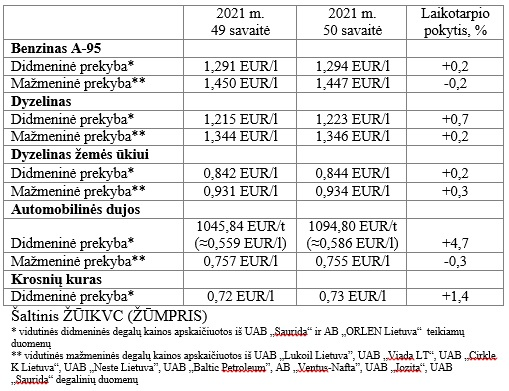 2021 m. 49 savaitė 2021 m. 50 savaitė Laikotarpio pokytis, %
Benzinas A-95
Didmeninė prekyba* 1,291 EUR/l 1,294 EUR/l +0,2
Mažmeninė prekyba** 1,450 EUR/l 1,447 EUR/l -0,2
Dyzelinas
Didmeninė prekyba* 1,215 EUR/l 1,223 EUR/l +0,7
Mažmeninė prekyba** 1,344 EUR/l 1,346 EUR/l +0,2
Dyzelinas žemės ūkiui
Didmeninė prekyba* 0,842 EUR/l 0,844 EUR/l +0,2
Mažmeninė prekyba** 0,931 EUR/l 0,934 EUR/l +0,3
Automobilinės dujos
Didmeninė prekyba* 1045,84 EUR/t (≈0,559 EUR/l) 1094,80 EUR/t (≈0,586 EUR/l) +4,7
Mažmeninė prekyba** 0,757 EUR/l 0,755 EUR/l -0,3
Krosnių kuras
Didmeninė prekyba* 0,72 EUR/l 0,73 EUR/l +1,4
Šaltinis ŽŪIKVC (ŽŪMPRIS)
* vidutinės didmeninės degalų kainos apskaičiuotos iš UAB „Saurida“ ir AB „ORLEN Lietuva“ teikiamų
duomenų
** vidutinės mažmeninės degalų kainos apskaičiuotos iš UAB „Lukoil Lietuva”, UAB „Viada LT“, UAB „Cirkle
K Lietuva“, UAB „Neste Lietuva”, UAB „Baltic Petroleum”, AB „Ventus-Nafta”, UAB „Jozita”, UAB
„Saurida” degalinių duomenų